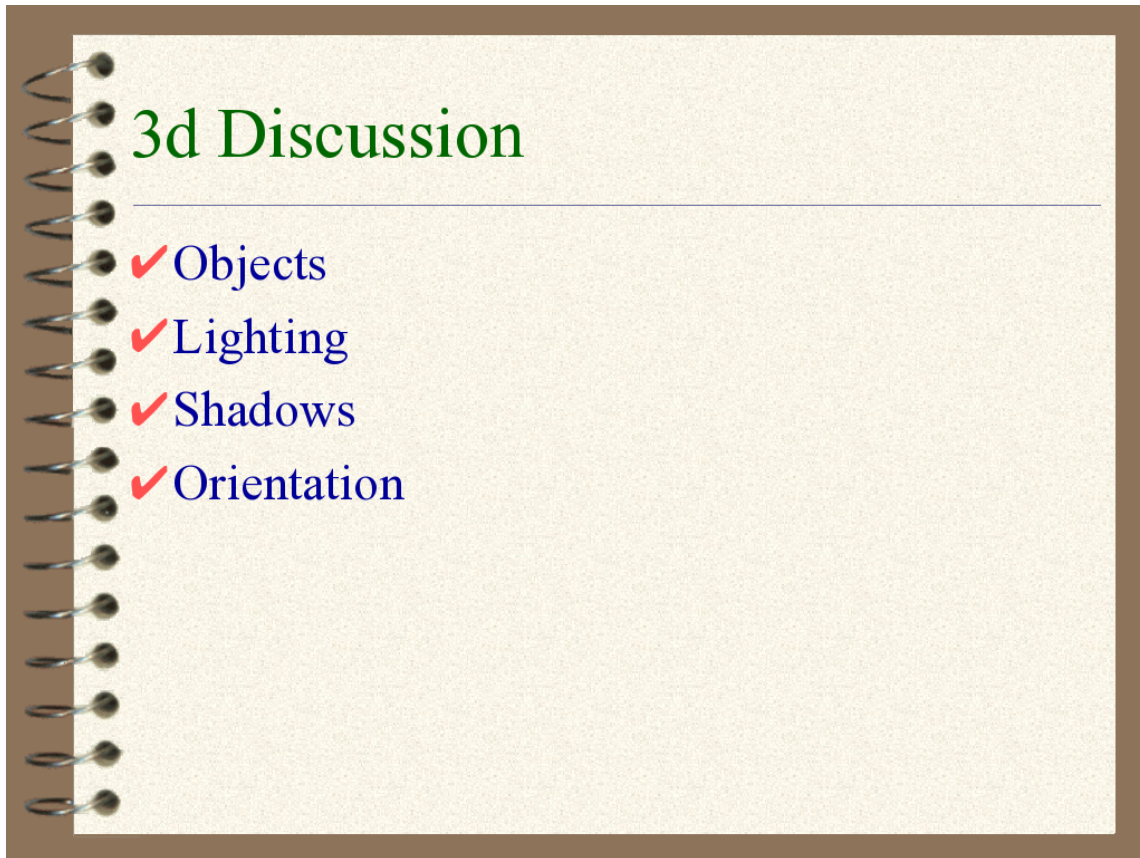 3d Discussion
✔Objects
✔Lighting
✔Shadows
✔Orientation